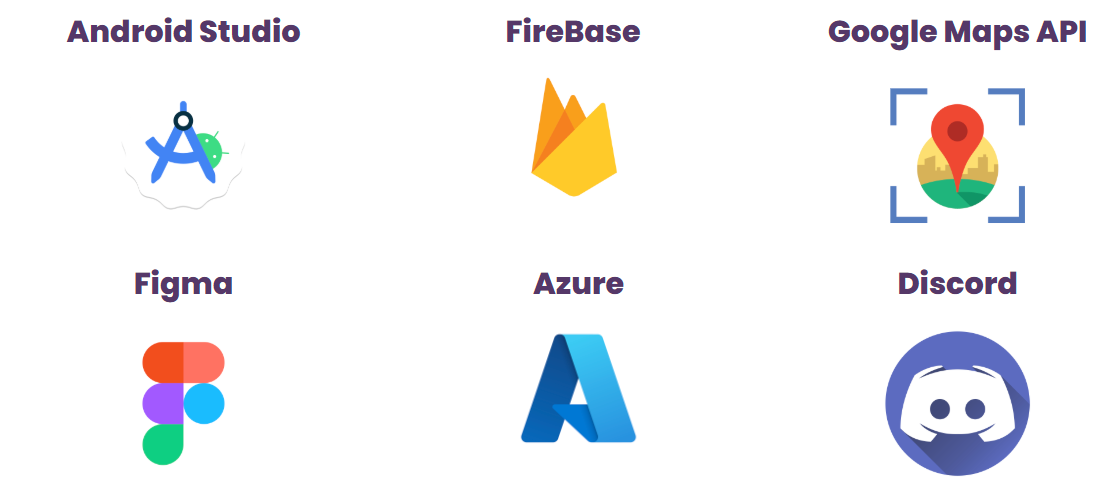 Android Studio
FireBase
Google Maps API
Figma
Azure
Discord